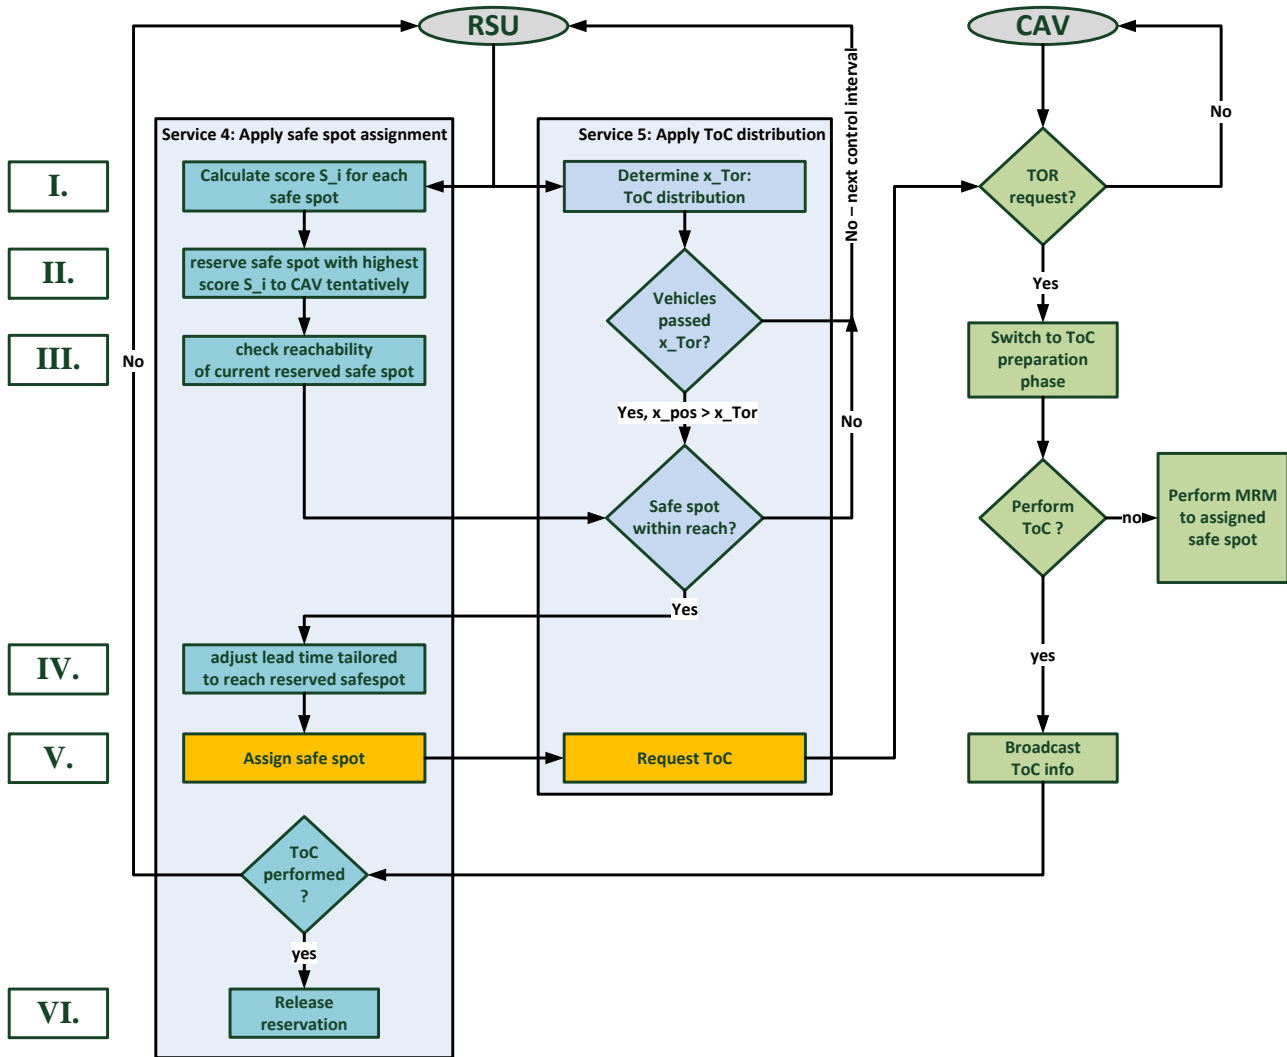 RSU
CAV
No – next control interval
No
Service 4: Apply safe spot assignment
Service 5: Apply ToC distribution
I.
Calculate score S_i for each
safe spot
Determine x_Tor:
ToC distribution
TOR
request?
II.
reserve safe spot with highest
score S_i to CAV tentatively
Vehicles
passed
x_Tor?
Yes
III.
No
check reachability
of current reserved safe spot
Switch to ToC
preparation
phase
Yes, x_pos > x_Tor
No
Safe spot
within reach?
Perform
ToC ?
no
Perform MRM
to assigned
safe spot
Yes
IV.
adjust lead time tailored
to reach reserved safespot
yes
V.
Assign safe spot
Request ToC
Broadcast
ToC info
ToC
performed
?
yes
VI.
Release
reservation